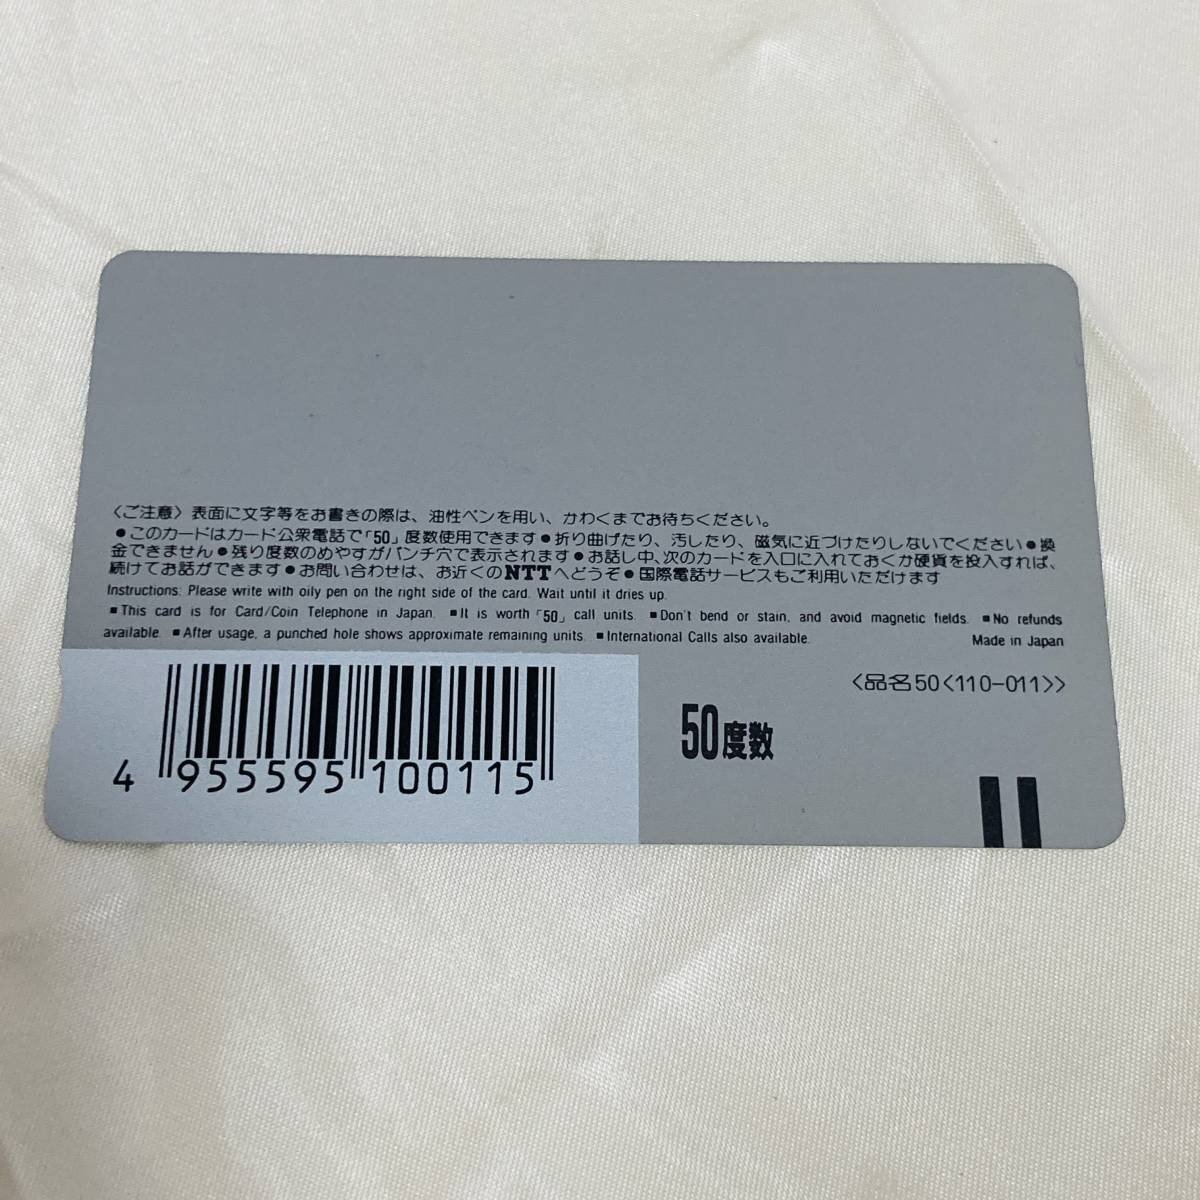 〈ご注意〉表面に文字等をお書きの際は、油性ペンを用い、かわくまでお待ちください。
●このカードはカード公衆電話で「50」度数使用できます●折り曲げたり、汚したり、磁気に近づけたりしないでください●換
金できません●残り度数のめやすがパンチ穴で表示されます●お話し中、次のカードを入口に入れておくか硬貨を投入すれば、
続けてお話ができます●お問い合わせは、お近くのNTTへどうぞ●国際電話サービスもご利用いただけます
Instructions: Please write with oily pen on the right side of the card. Wait until it dries up.
■This card is for Card/Coin Telephone in Japan. ■It is worth「50」call units. ■Don't bend or stain, and avoid magnetic fields. ■No refunds
available. ■After usage, a punched hole shows approximate remaining units. ■International Calls also available. Made in Japan
〈品名50〈110-011〉〉
50度数
4 955595 100115